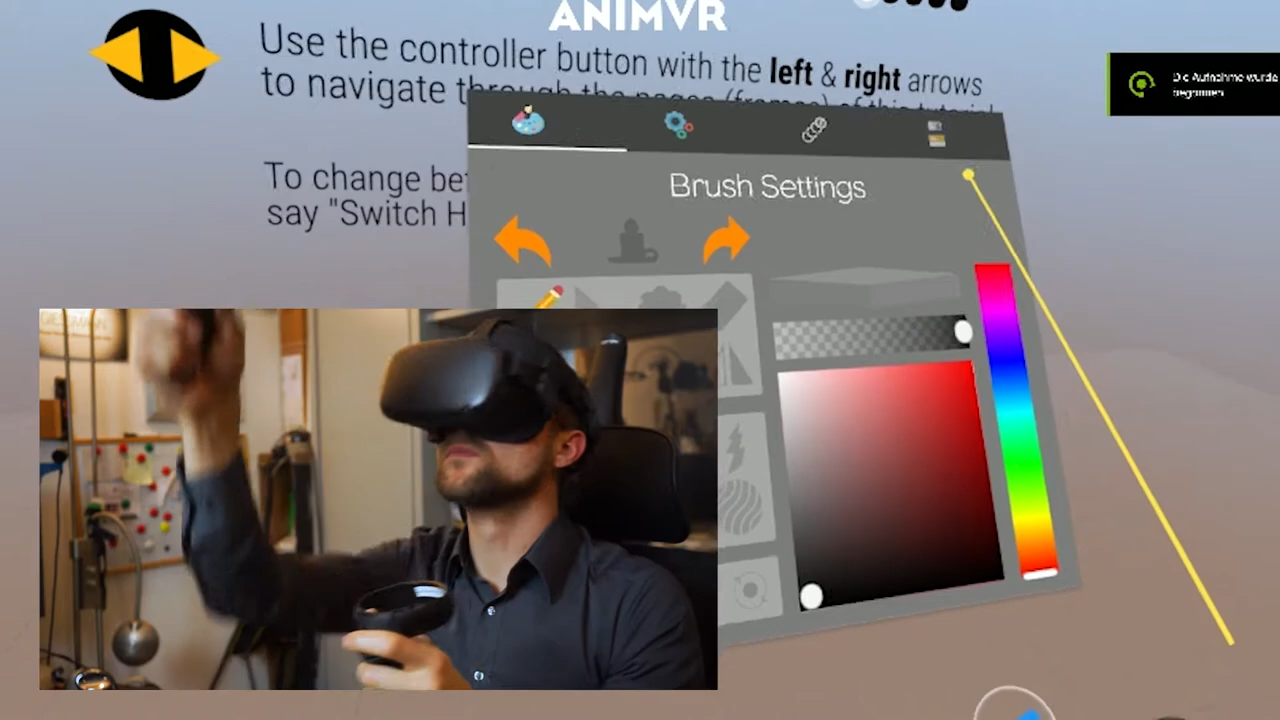 ANIMVR
Use the controller button with the left & right arrows
to navigate through the pages (frames) of this tutorial
Die Aufnahme wurde
begonnen
To change be
say "Switch H
Brush Settings